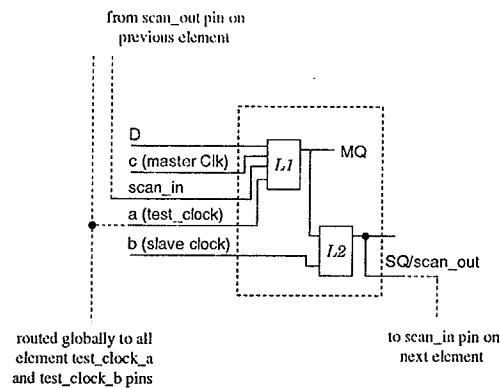 from scan_out pin on
previous element
D
c (master Clk)
L1
MQ
scan_in
a (test_clock)
b (slave clock)
L2
SQ/scan_out
routed globally to all
element test_clock_a
and test_clock_b pins
to scan_in pin on
next element